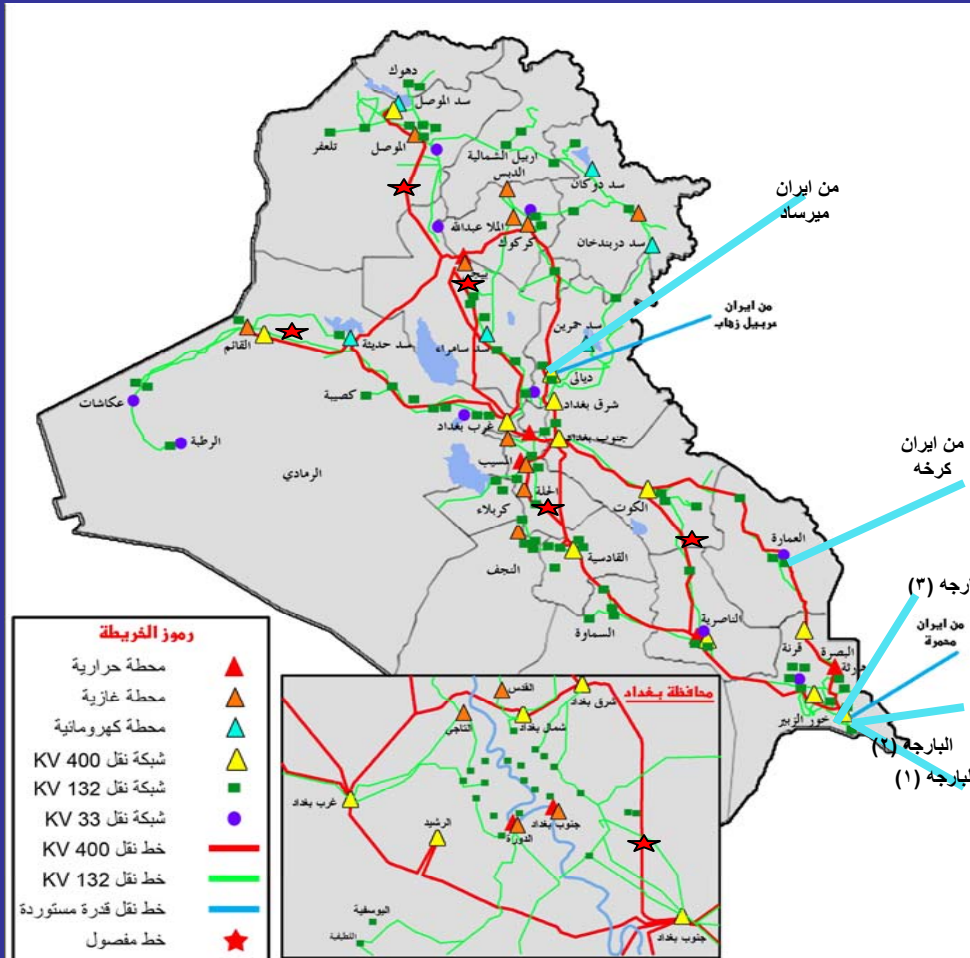 دهوك
سد الموصل
تلعفر
الموصل
اربيل الشمالية
الدبس
سد دوكان
الملا عبدالله
كركوك
سد دربندخان
من ايران
ميرساد
من ايران
سربيل زهاب
سد حمرين
القائم
سد حديثة
سد سامراء
ديالى
عكاشات
كصيبة
شرق بغداد
غرب بغداد
جنوب بغداد
الرطبة
الرمادي
المسيب
الحلة
كربلاء
الكوت
من ايران
كرخه
العمارة
القادسية
النجف
السماوة
الناصرية
قرنة
البصرة
من ايران
محمرة
خور الزبير
(٣)
البارجه (٢)
(١)
رموز الخريطة
محطة حرارية
محطة غازية
محطة كهرومائية
شبكة نقل 400 KV
شبكة نقل 132 KV
شبكة نقل 33 KV
خط نقل 400 KV
خط نقل 132 KV
خط نقل قدرة مستوردة
خط مفصول
محافظة بغداد
القدس
شرق بغداد
التاجي
شمال بغداد
غرب بغداد
الرشيد
جنوب بغداد
الدورة
اليوسفية
اللطيفية
جنوب بغداد